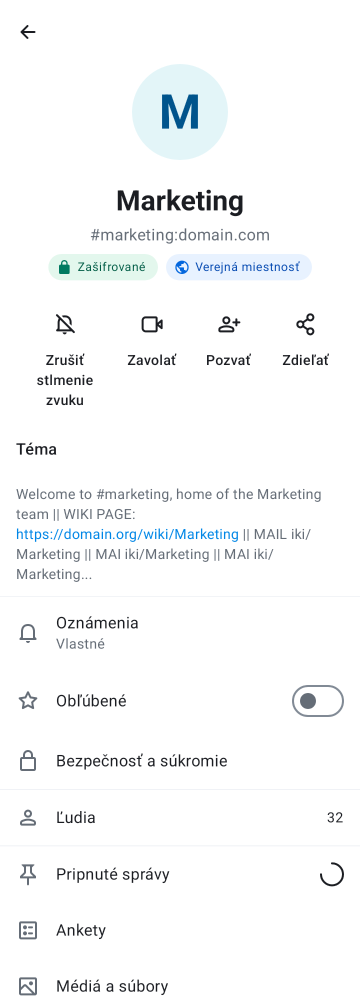 M
Marketing
#marketing:domain.com
Zašifrované
Verejná miestnosť
Zrušiť
stlmenie
zvuku
Zavolať
Pozvať
Zdieľať
Téma
Welcome to #marketing, home of the Marketing
team || WIKI PAGE:
https://domain.org/wiki/Marketing || MAIL iki/
Marketing || MAI iki/Marketing || MAI iki/
Marketing...
Oznámenia
Vlastné
Obľúbené
Bezpečnosť a súkromie
Ľudia 32
Pripnuté správy
Ankety
Médiá a súbory